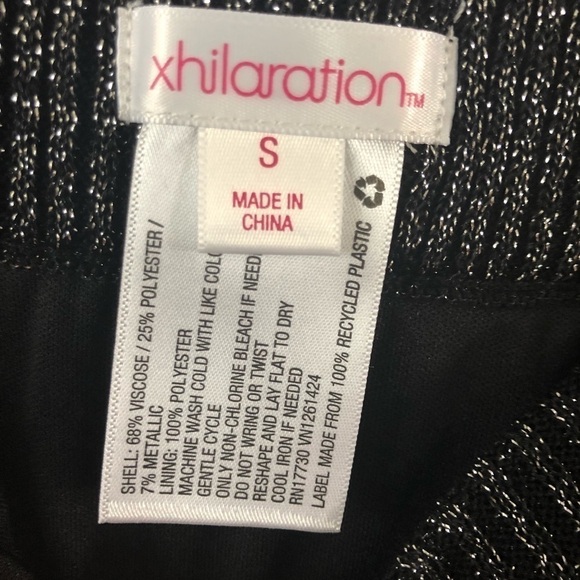 xhilaration™
S
MADE IN
CHINA
SHELL: 68% VISCOSE / 25% POLYESTER /
7% METALLIC
LINING: 100% POLYESTER
MACHINE WASH COLD WITH LIKE
GENTLE CYCLE
ONLY NON-CHLORINE BLEACH IF
DO NOT WRING OR TWIST
RESHAPE AND LAY FLAT TO DRY
COOL IRON IF NEEDED
RN17730 VN1261424
LABEL MADE FROM 100% RECYCLED PLASTIC